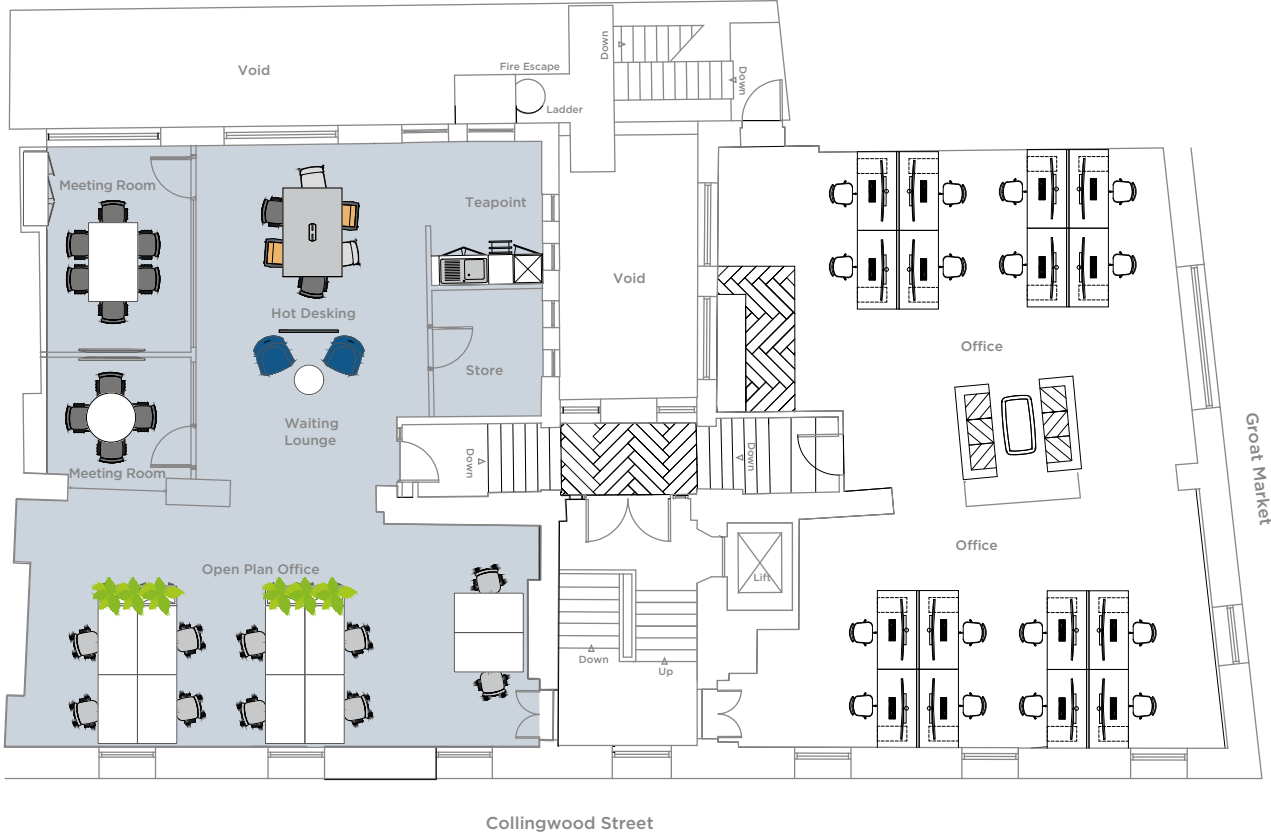 Down
Fire Escape
Void
Down
Ladder
Meeting Room
Teapoint
Void
Hot Desking
Office
Store
Waiting
Lounge
Groat Market
Down
Down
Meeting Room
Office
Open Plan Office
Lift
Down
Up
Collingwood Street